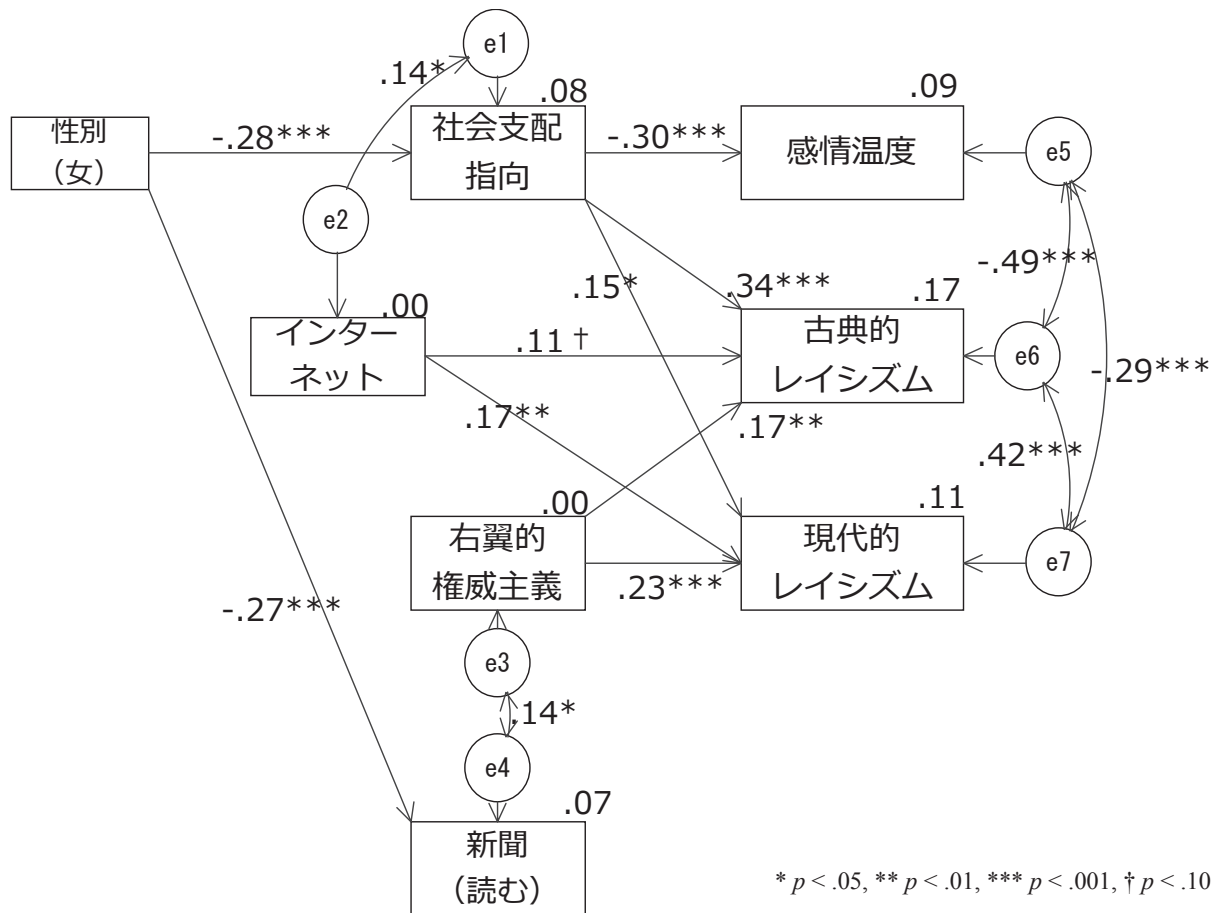 e1
.14*
.08
.09
性別
（女）
-.28***
社会支配
指向
-.30***
感情温度
e5
e2
-.49***
.15*
.34***
.17
.00
インター
ネット
.11 †
古典的
レイシズム
e6
-.29***
.17**
.17**
.42***
.00
.11
右翼的
権威主義
.23***
現代的
レイシズム
e7
-.27***
e3
.14*
e4
.07
新聞
（読む）
* p < .05, ** p < .01, *** p < .001, † p < .10